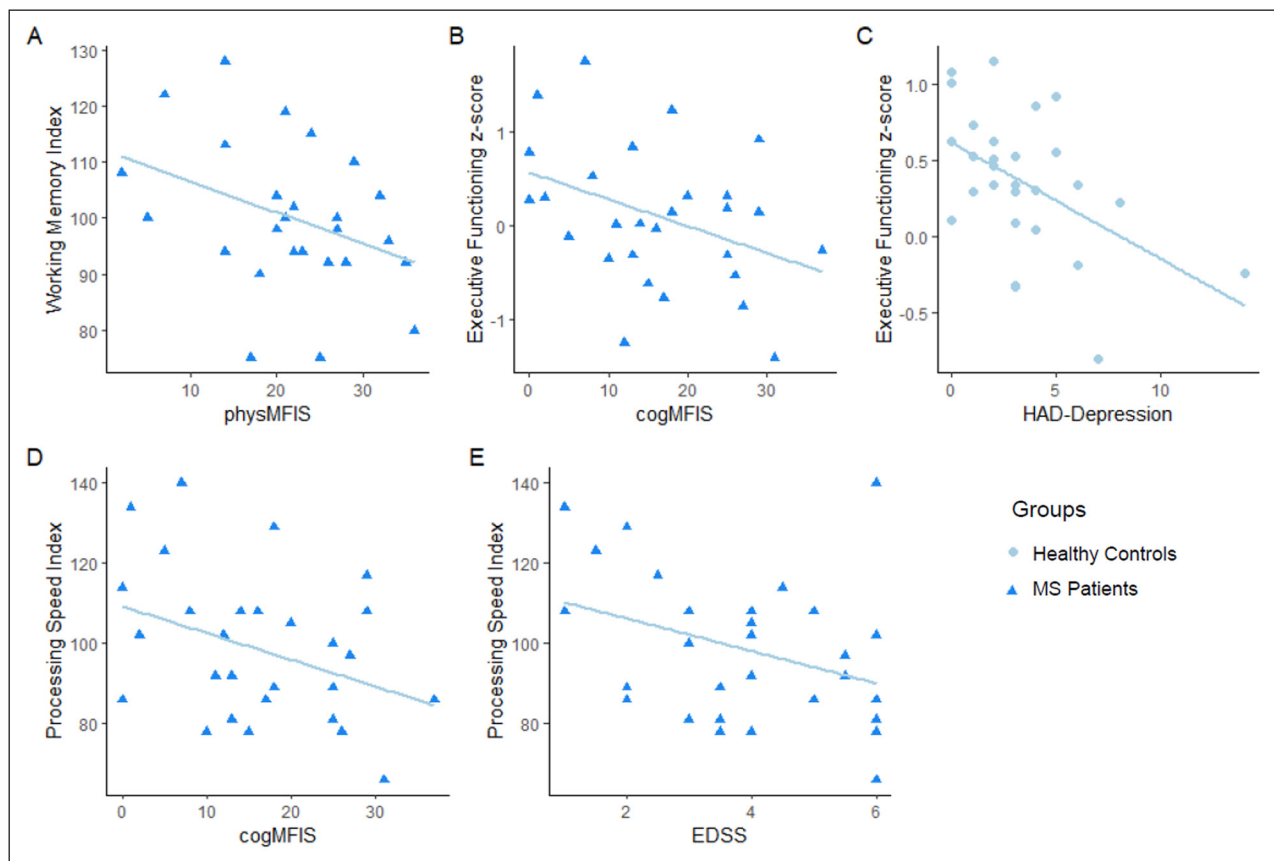 A
Working Memory Index
130
120
110
100
90
80
10
20
30
physMFIS
B
Executive Functioning z-score
1
0
-1
0
10
20
30
cogMFIS
C
Executive Functioning z-score
1.0
0.5
0.0
-0.5
0
5
10
HAD-Depression
D
Processing Speed Index
140
120
100
80
0
10
20
30
cogMFIS
E
Processing Speed Index
140
120
100
80
2
4
6
EDSS
Groups
Healthy Controls
MS Patients